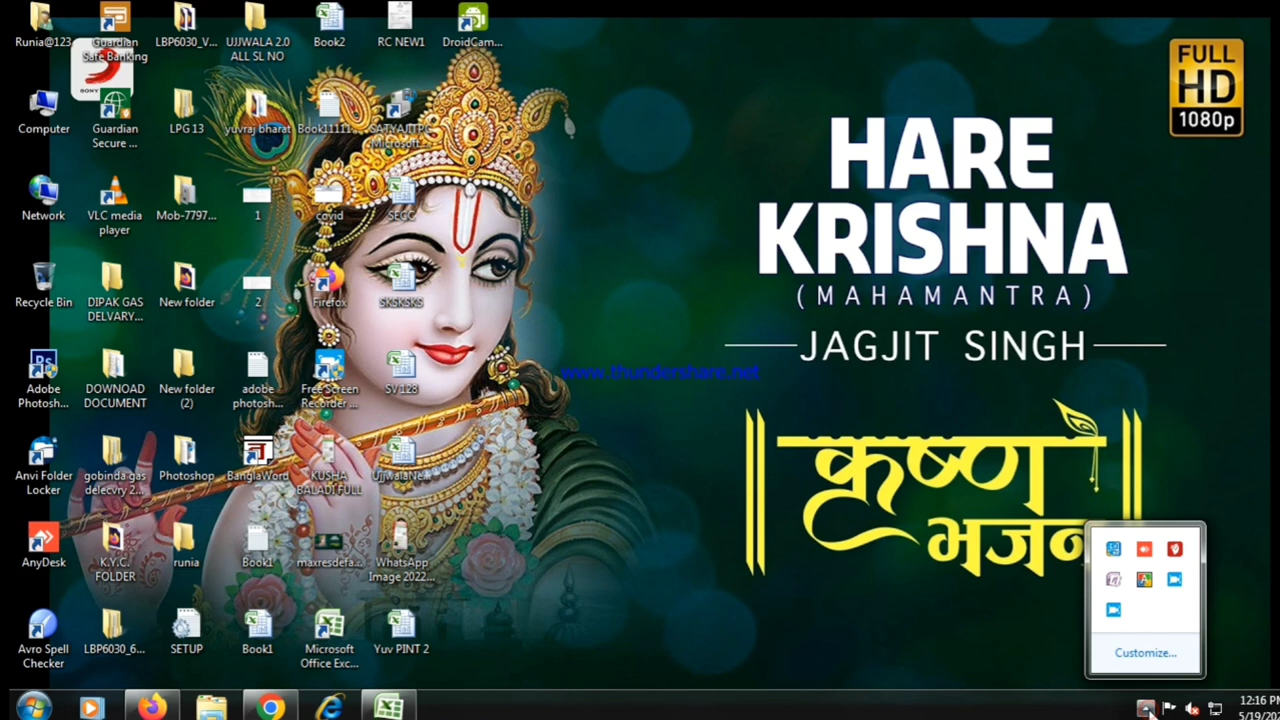 Runia@123
Guardian
Safe Banking
LBP6030_V...
UJJWALA 2.0
ALL SL NO
Book2
RC NEW1
DroidCam...
SONY
Computer
Guardian
Secure ...
LPG 13
yuvraj bharat
Book11111...
SATYAJITPC
Microsoft...
Network
VLC media
player
Mob-7797...
1
covid
SECC
Recycle Bin
DIPAK GAS
DELVARY...
New folder
2
Firefox
SKSKSKS
Adobe
Photosh...
DOWNOAD
DOCUMENT
New folder
(2)
adobe
photosh...
Free Screen
Recorder ...
SV 128
Anvi Folder
Locker
gobinda gas
delecvry 2...
Photoshop
BanglaWord
KUSHA
BALADI FULL
UjjwalaNe...
AnyDesk
K.Y.C.
FOLDER
runia
Book1
maxresdefa...
WhatsApp
Image 2022...
Avro Spell
Checker
LBP6030_6...
SETUP
Book1
Microsoft
Office Exc...
Yuv PINT 2
FULL
HD
1080p
HARE
KRISHNA
(MAHAMANTRA)
JAGJIT SINGH
www.thundershare.net
कृष्ण
भजन
Customize...
12:16 PM
5/19/202